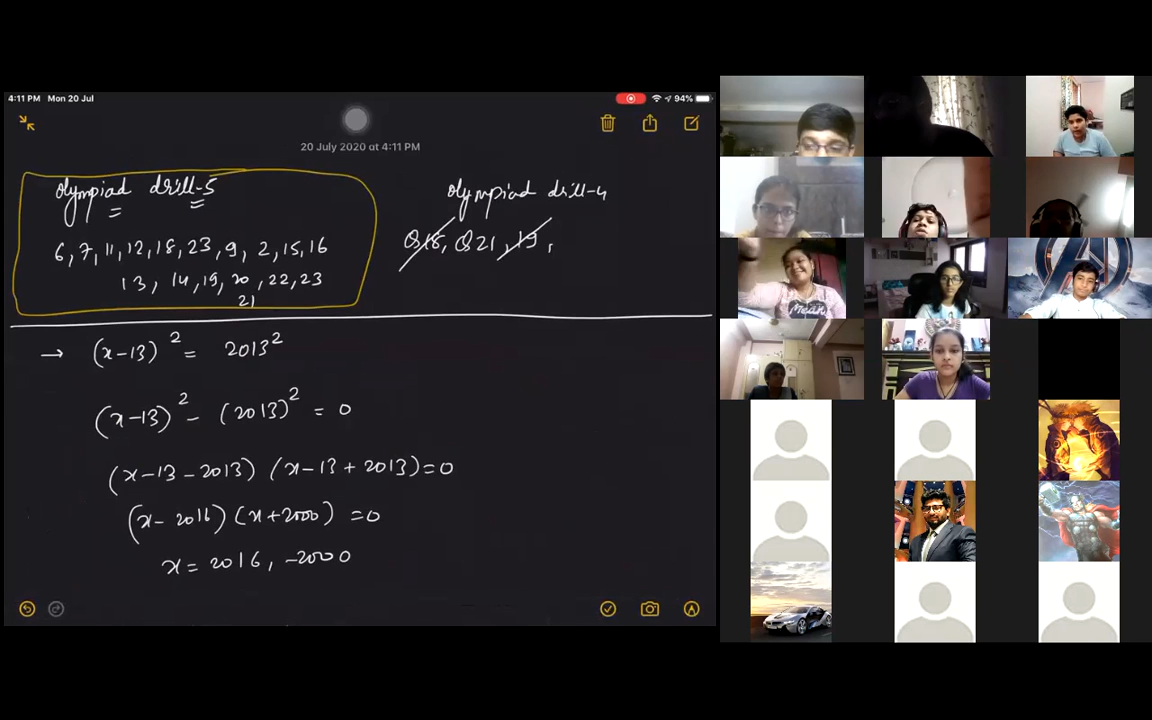 4:11 PM Mon 20 Jul
94%
20 July 2020 at 4:11 PM
Olympiad drill-5
6, 7, 11, 12, 18, 23, 9, 2, 15, 16
13, 14, 19, 20, 22, 23
21
Olympiad drill-4
Q18, Q21, 19,
→ (x-13)² = 2013²
(x-13)² - (2013)² = 0
(x-13-2013) (x-13+2013) = 0
(x-2016) (x+2000) = 0
x = 2016, -2000